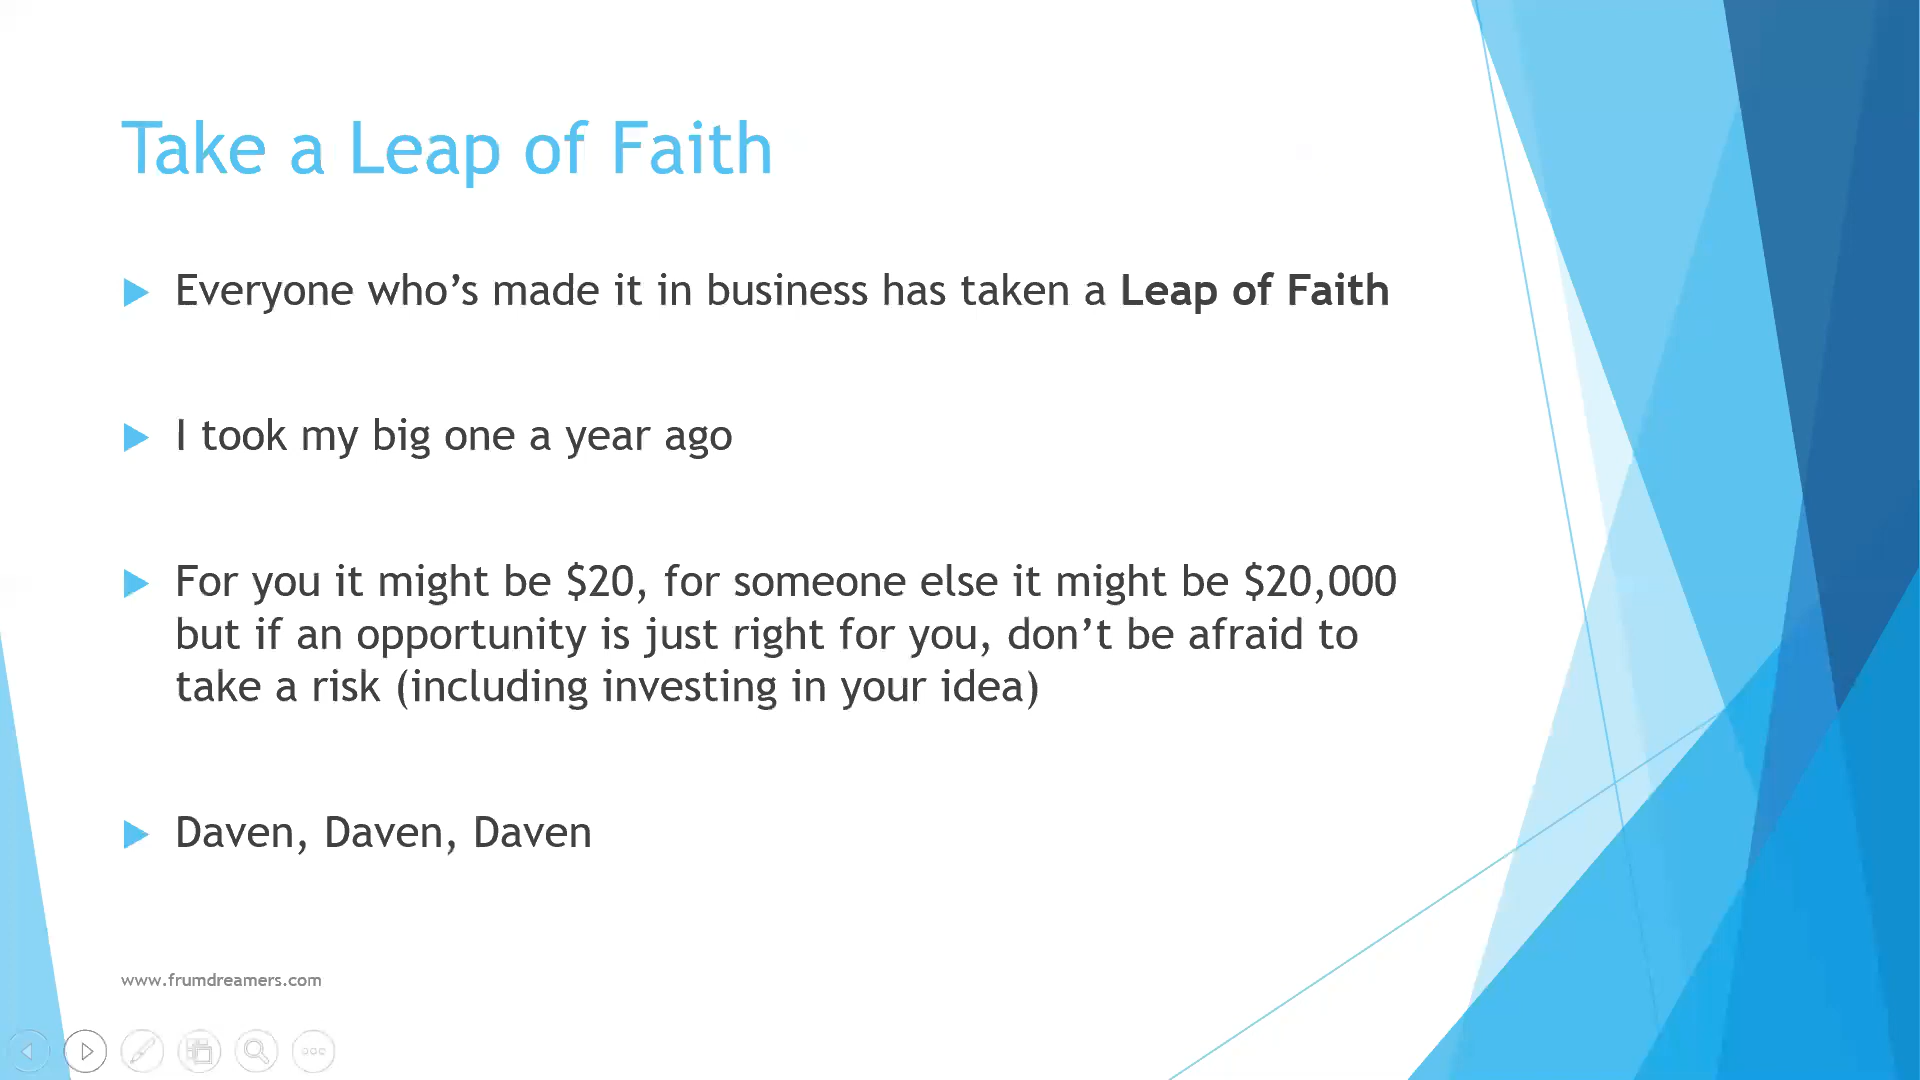 Take a Leap of Faith
Everyone who’s made it in business has taken a Leap of Faith
I took my big one a year ago
For you it might be $20, for someone else it might be $20,000
but if an opportunity is just right for you, don’t be afraid to
take a risk (including investing in your idea)
Daven, Daven, Daven
www.frumdreamers.com